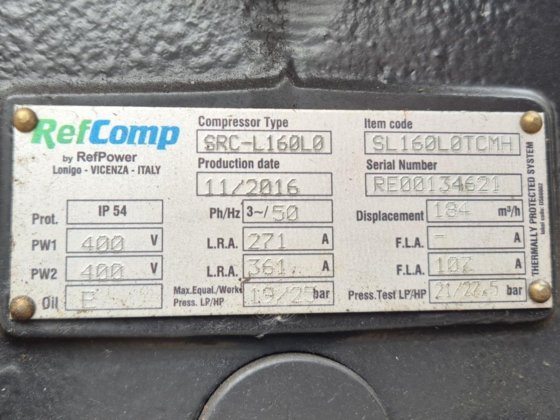 RefComp
by RefPower
Lonigo - VICENZA - ITALY
Compressor Type
SRC-L160L0
Item code
SL160L0TCMH
Production date
11/2016
Serial Number
RE00134621
Prot. IP 54
Ph/Hz 3~/50
Displacement 184 m³/h
PW1 400 V
L.R.A. 271 A
F.L.A. - A
PW2 400 V
L.R.A. 361 A
F.L.A. 107 A
Oil
Max.Equal./Work
Press. LP/HP bar
Press.Test LP/HP 21/27.5 bar
THERMALLY PROTECTED SYSTEM